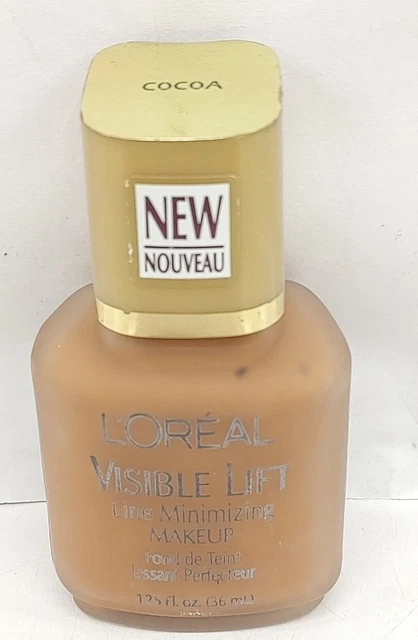 COCOA
NEW
NOUVEAU
L'ORÉAL
VISIBLE LIFT
Line Minimizing
MAKEUP
Fond de Teint
Lissant Perfecteur
1.25 fl. oz. (36 mL)